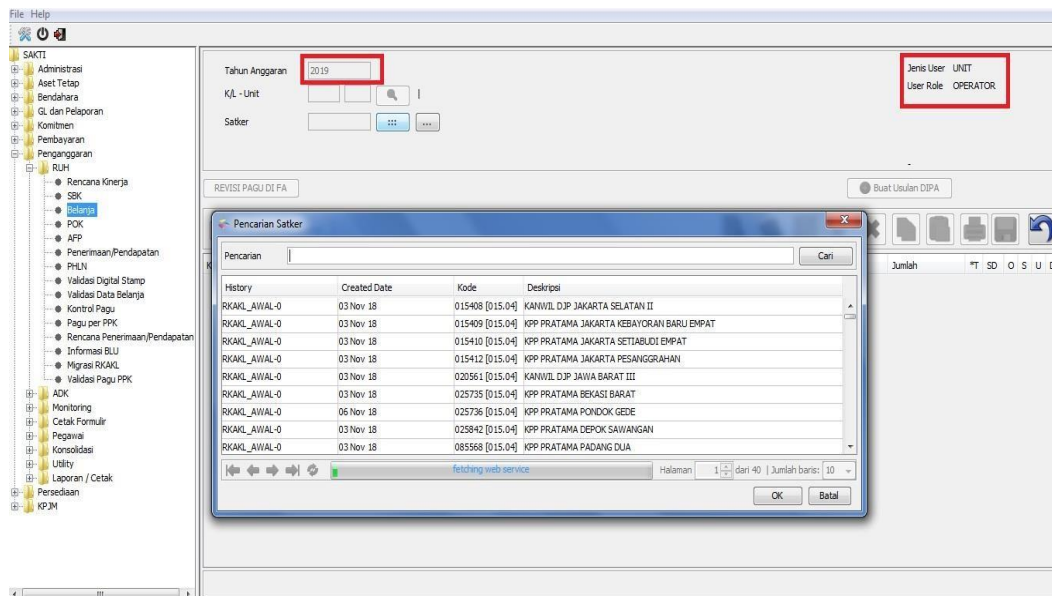 File Help
SAKTI
Administrasi
Aset Tetap
Bendahara
GL dan Pelaporan
Komitmen
Pembayaran
Penganggaran
RUH
Rencana Kinerja
SBK
Belanja
POK
AFP
Penerimaan/Pendapatan
PHLN
Validasi Digital Stamp
Validasi Data Belanja
Kontrol Pagu
Pagu per PPK
Rencana Penerimaan/Pendapatan
Informasi BLU
Migrasi RKAKL
Validasi Pagu PPK
ADK
Monitoring
Cetak Formulir
Pegawai
Konsolidasi
Utility
Laporan / Cetak
Persediaan
KPJM
Tahun Anggaran 2019
K/L - Unit
Satker ::: ...
Jenis User UNIT
User Role OPERATOR
-
REVISI PAGU DI FA
Buat Usulan DIPA
K Jumlah *T SD O S U D
Pencarian Satker
Pencarian Cari
History Created Date Kode Deskripsi
RKAKL_AWAL-0 03 Nov 18 015408 [015.04] KANWIL DJP JAKARTA SELATAN II
RKAKL_AWAL-0 03 Nov 18 015409 [015.04] KPP PRATAMA JAKARTA KEBAYORAN BARU EMPAT
RKAKL_AWAL-0 03 Nov 18 015410 [015.04] KPP PRATAMA JAKARTA SETIABUDI EMPAT
RKAKL_AWAL-0 03 Nov 18 015412 [015.04] KPP PRATAMA JAKARTA PESANGGRAHAN
RKAKL_AWAL-0 03 Nov 18 020561 [015.04] KANWIL DJP JAWA BARAT III
RKAKL_AWAL-0 03 Nov 18 025735 [015.04] KPP PRATAMA BEKASI BARAT
RKAKL_AWAL-0 06 Nov 18 025736 [015.04] KPP PRATAMA PONDOK GEDE
RKAKL_AWAL-0 03 Nov 18 025842 [015.04] KPP PRATAMA DEPOK SAWANGAN
RKAKL_AWAL-0 03 Nov 18 085568 [015.04] KPP PRATAMA PADANG DUA
fetching web service Halaman 1 dari 40 | Jumlah baris: 10
OK Batal